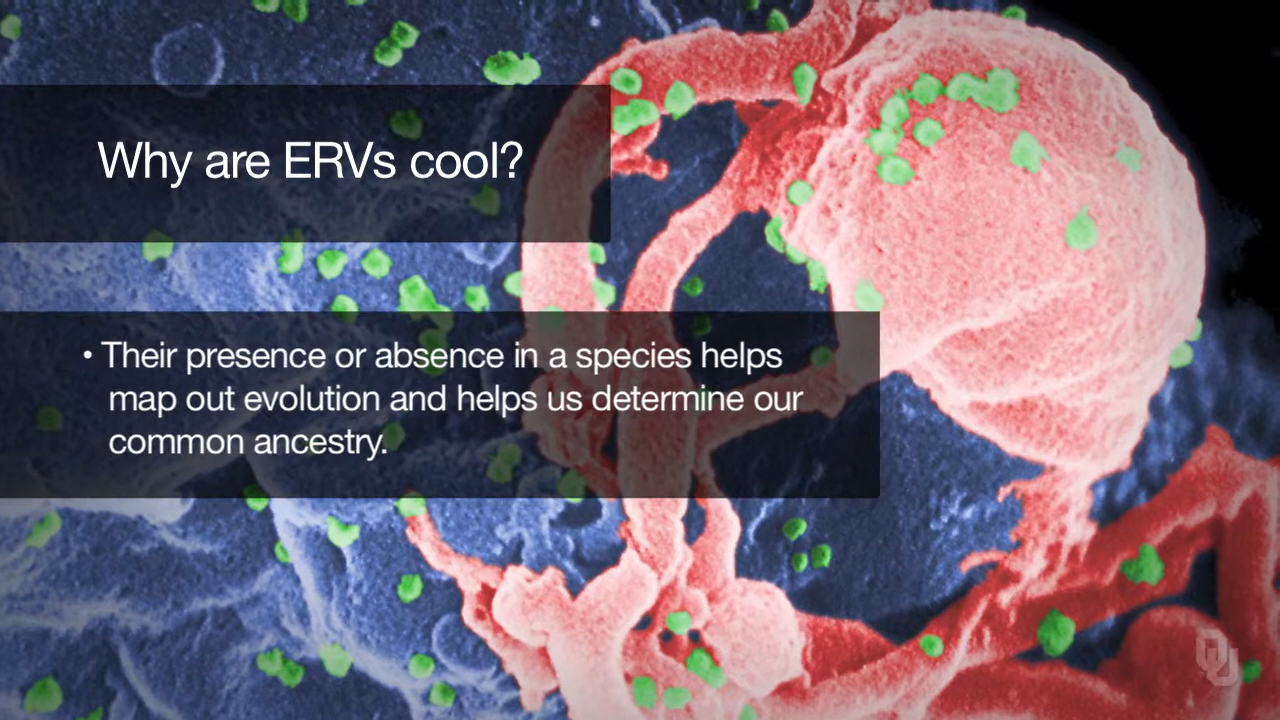 Why are ERVs cool?
• Their presence or absence in a species helps
map out evolution and helps us determine our
common ancestry.
OU